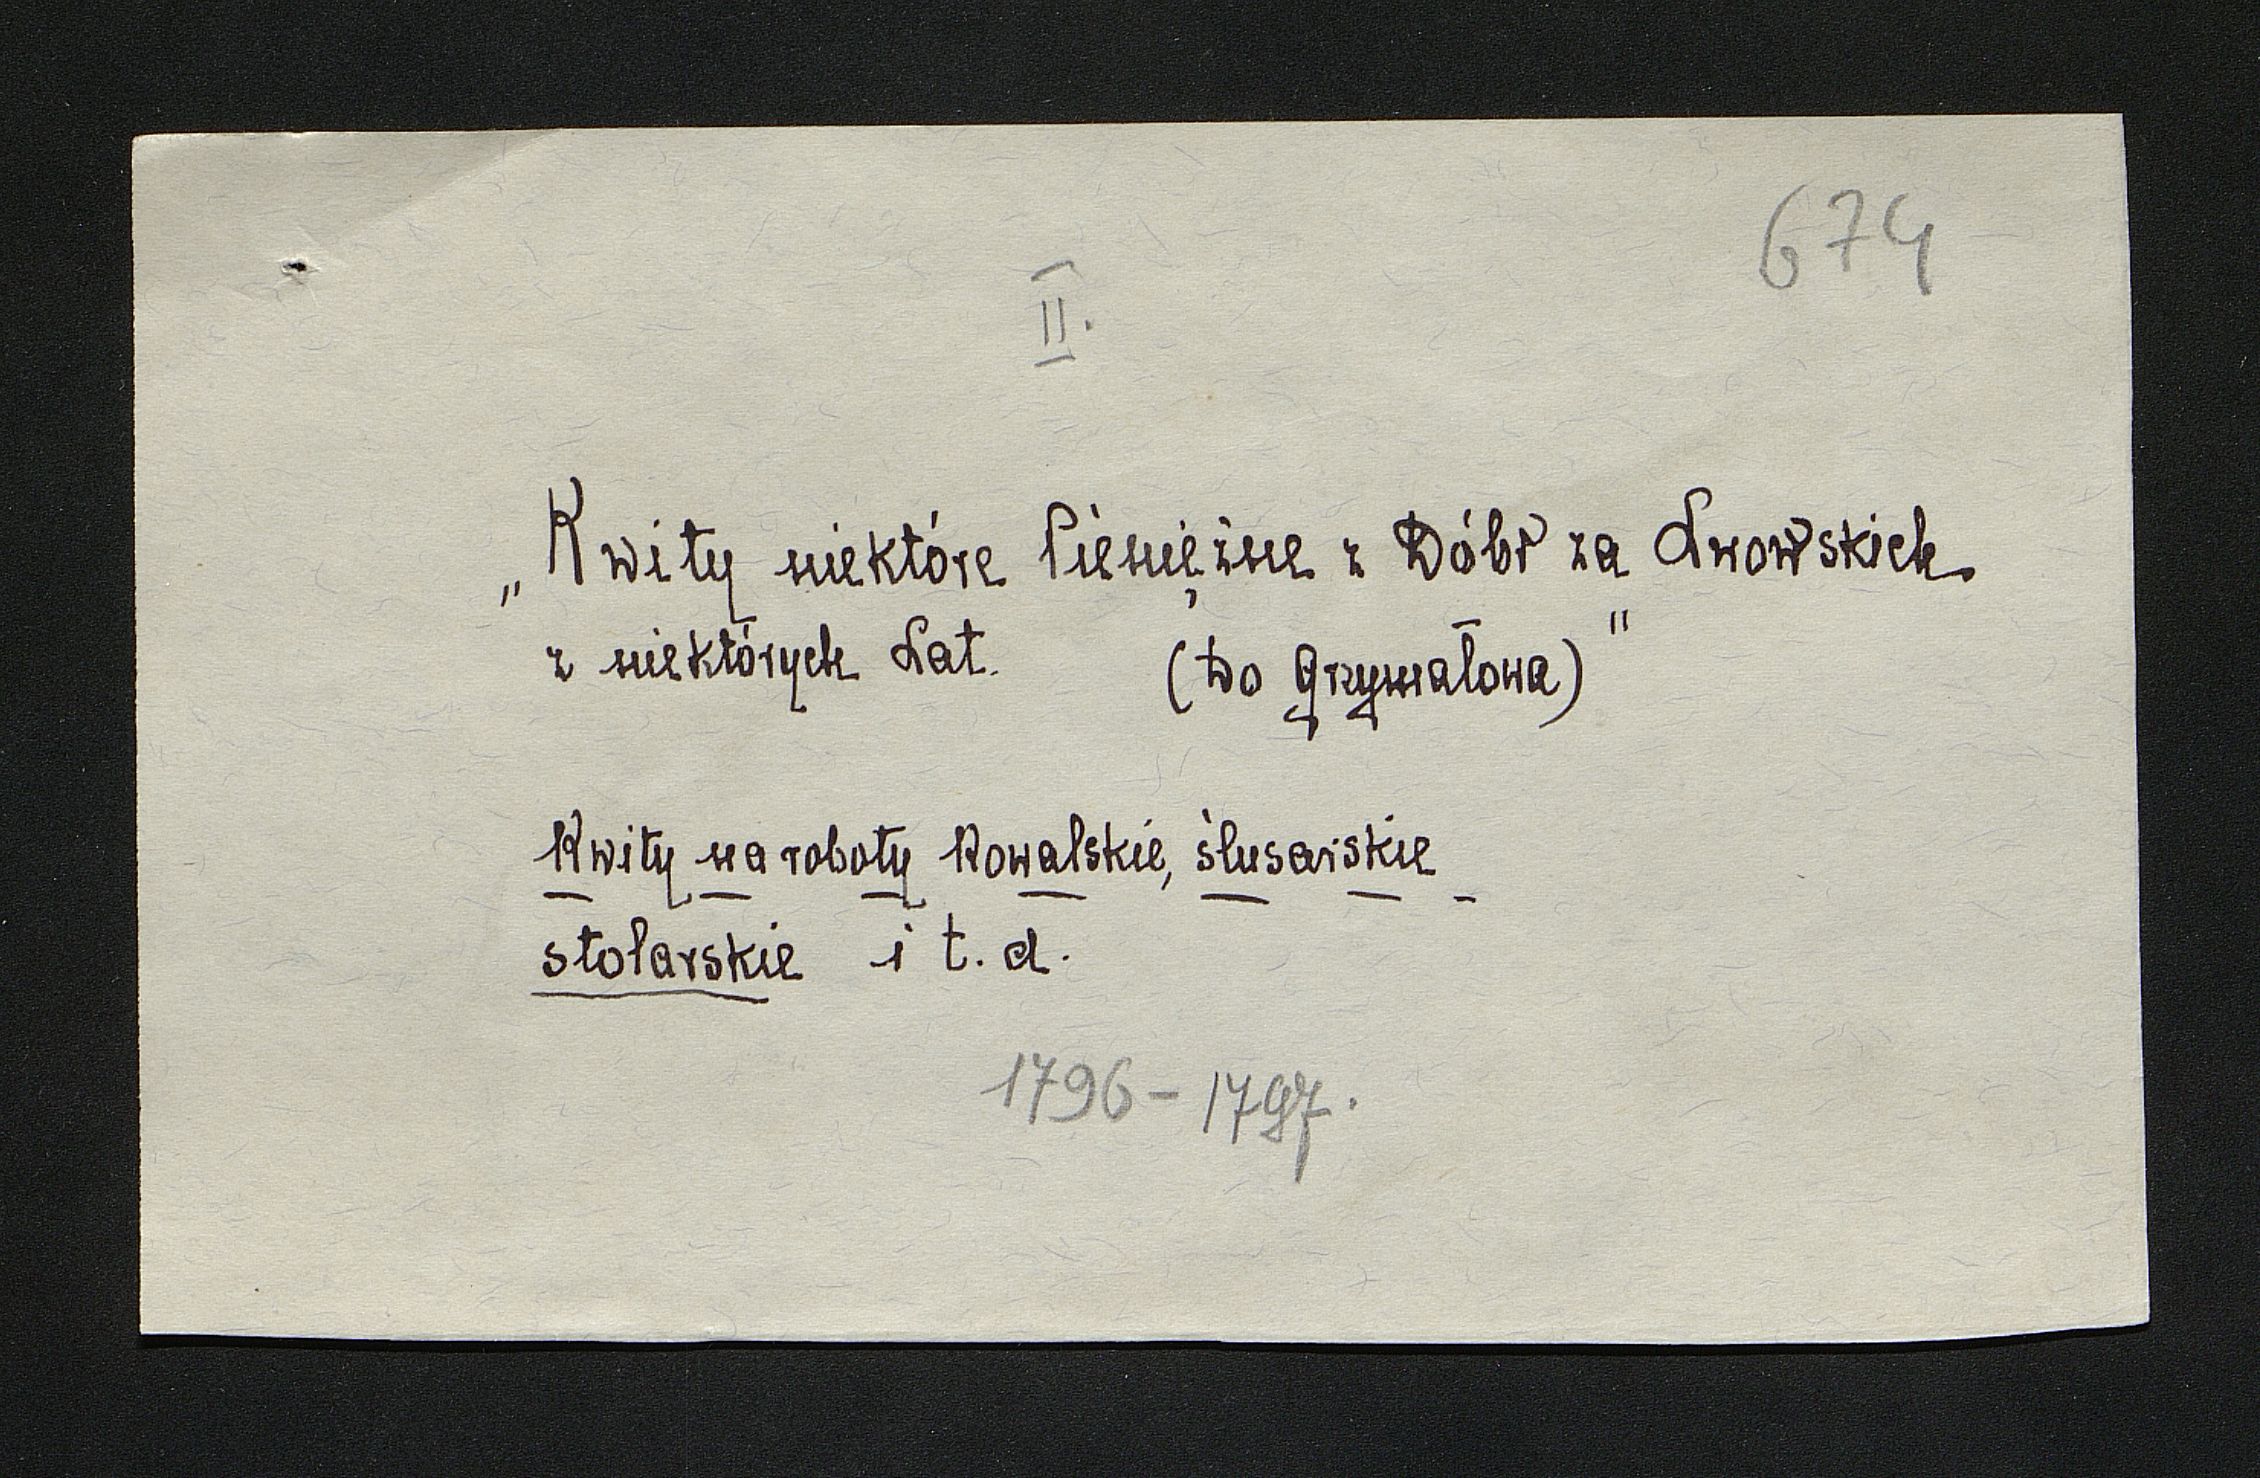 674
II.
„Kwity niektóre Pieniężne z Dóbr za Lwowskich
z niektórych Lat. (Do Grzymałowa)"
Kwity na roboty Kowalskie, ślusarskie
stolarskie i t. d.
1796 - 1797.